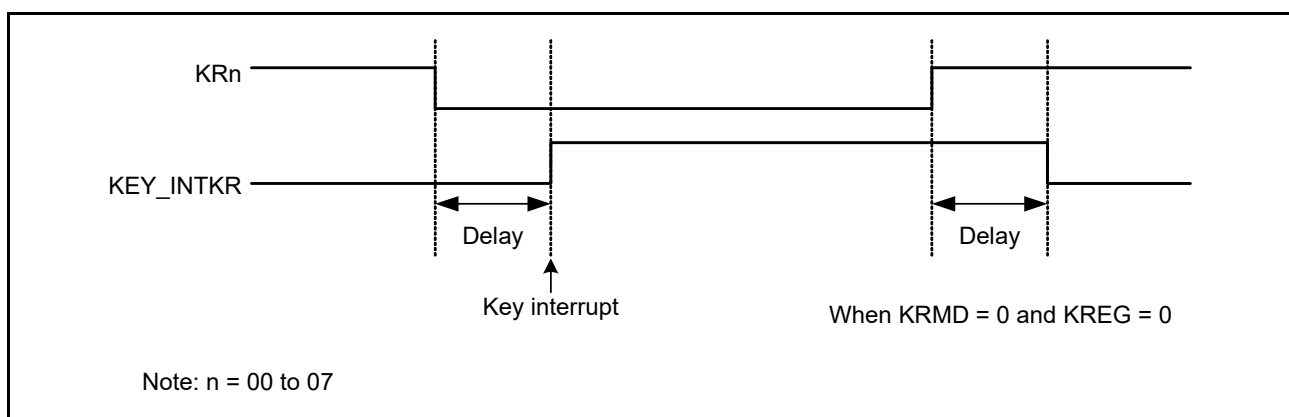 KRn
KEY_INTKR
Delay
Delay
Key interrupt
When KRMD = 0 and KREG = 0
Note: n = 00 to 07